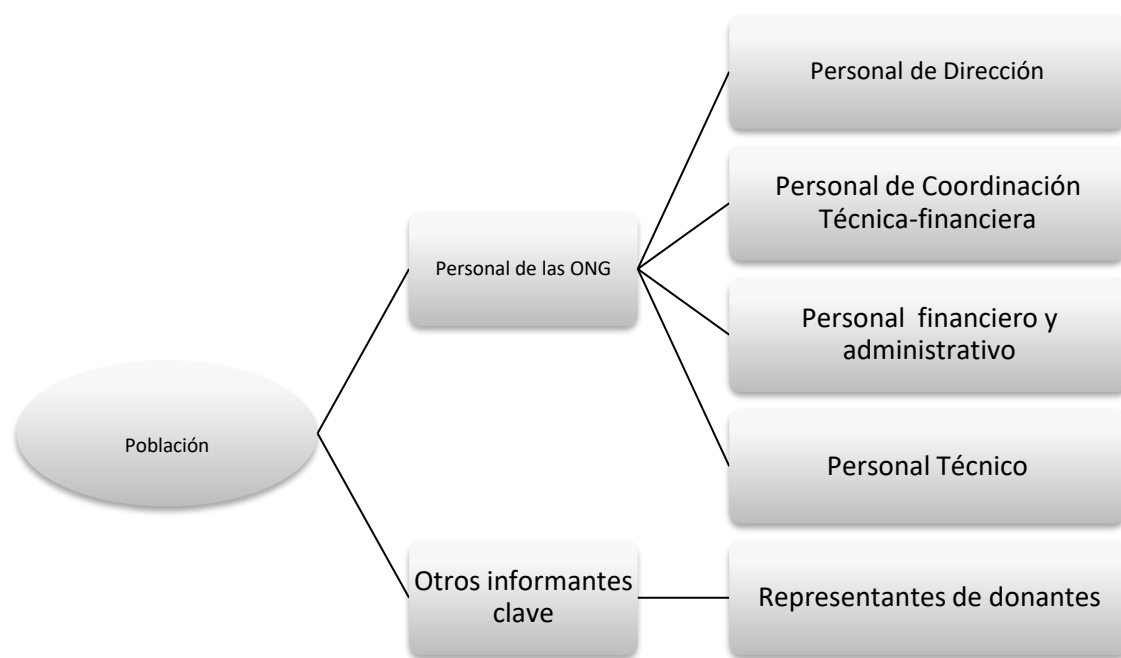 Población
Personal de las ONG
Personal de Dirección
Personal de Coordinación
Técnica-financiera
Personal  financiero y
administrativo
Personal Técnico
Otros informantes
clave
Representantes de donantes